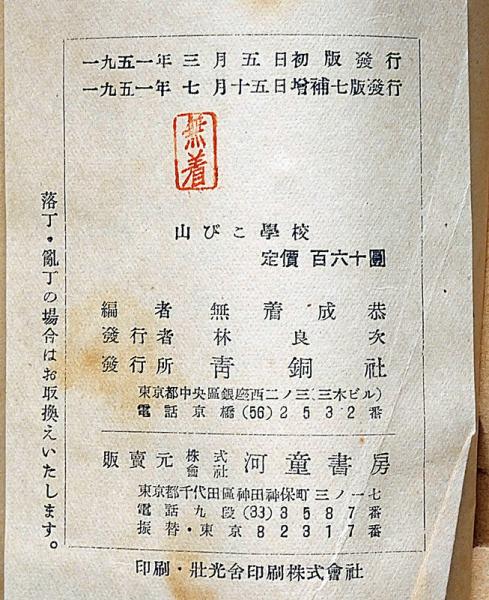 一九五一年三月五日初版發行
一九五一年七月十五日增補七版發行
無着
山びこ學校
定價 百六十圓
編者 無着成恭
發行者 林良次
發行所 靑銅社
東京都中央區銀座西二ノ三(三木ビル)
電話京橋(56)2532番
販賣元 株式會社 河童書房
東京都千代田區神田神保町三ノ一七
電話九段(33)3587番
振替・東京82317番
印刷・壯光舍印刷株式會社
落丁・亂丁の場合はお取換えいたします。